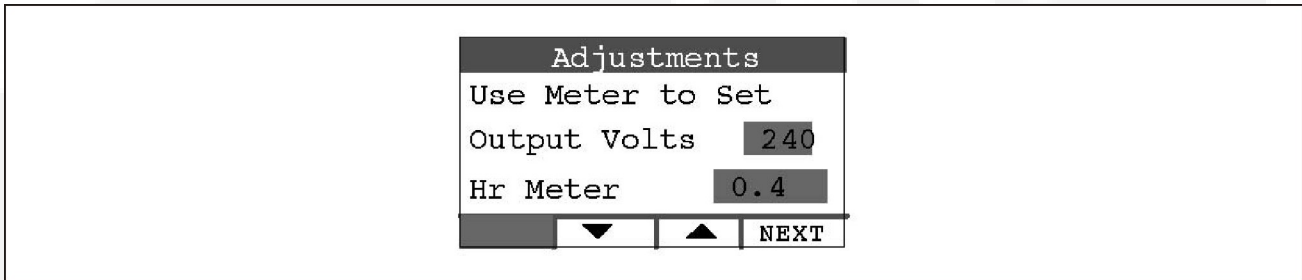 Adjustments
Use Meter to Set
Output Volts 240
Hr Meter 0.4
NEXT